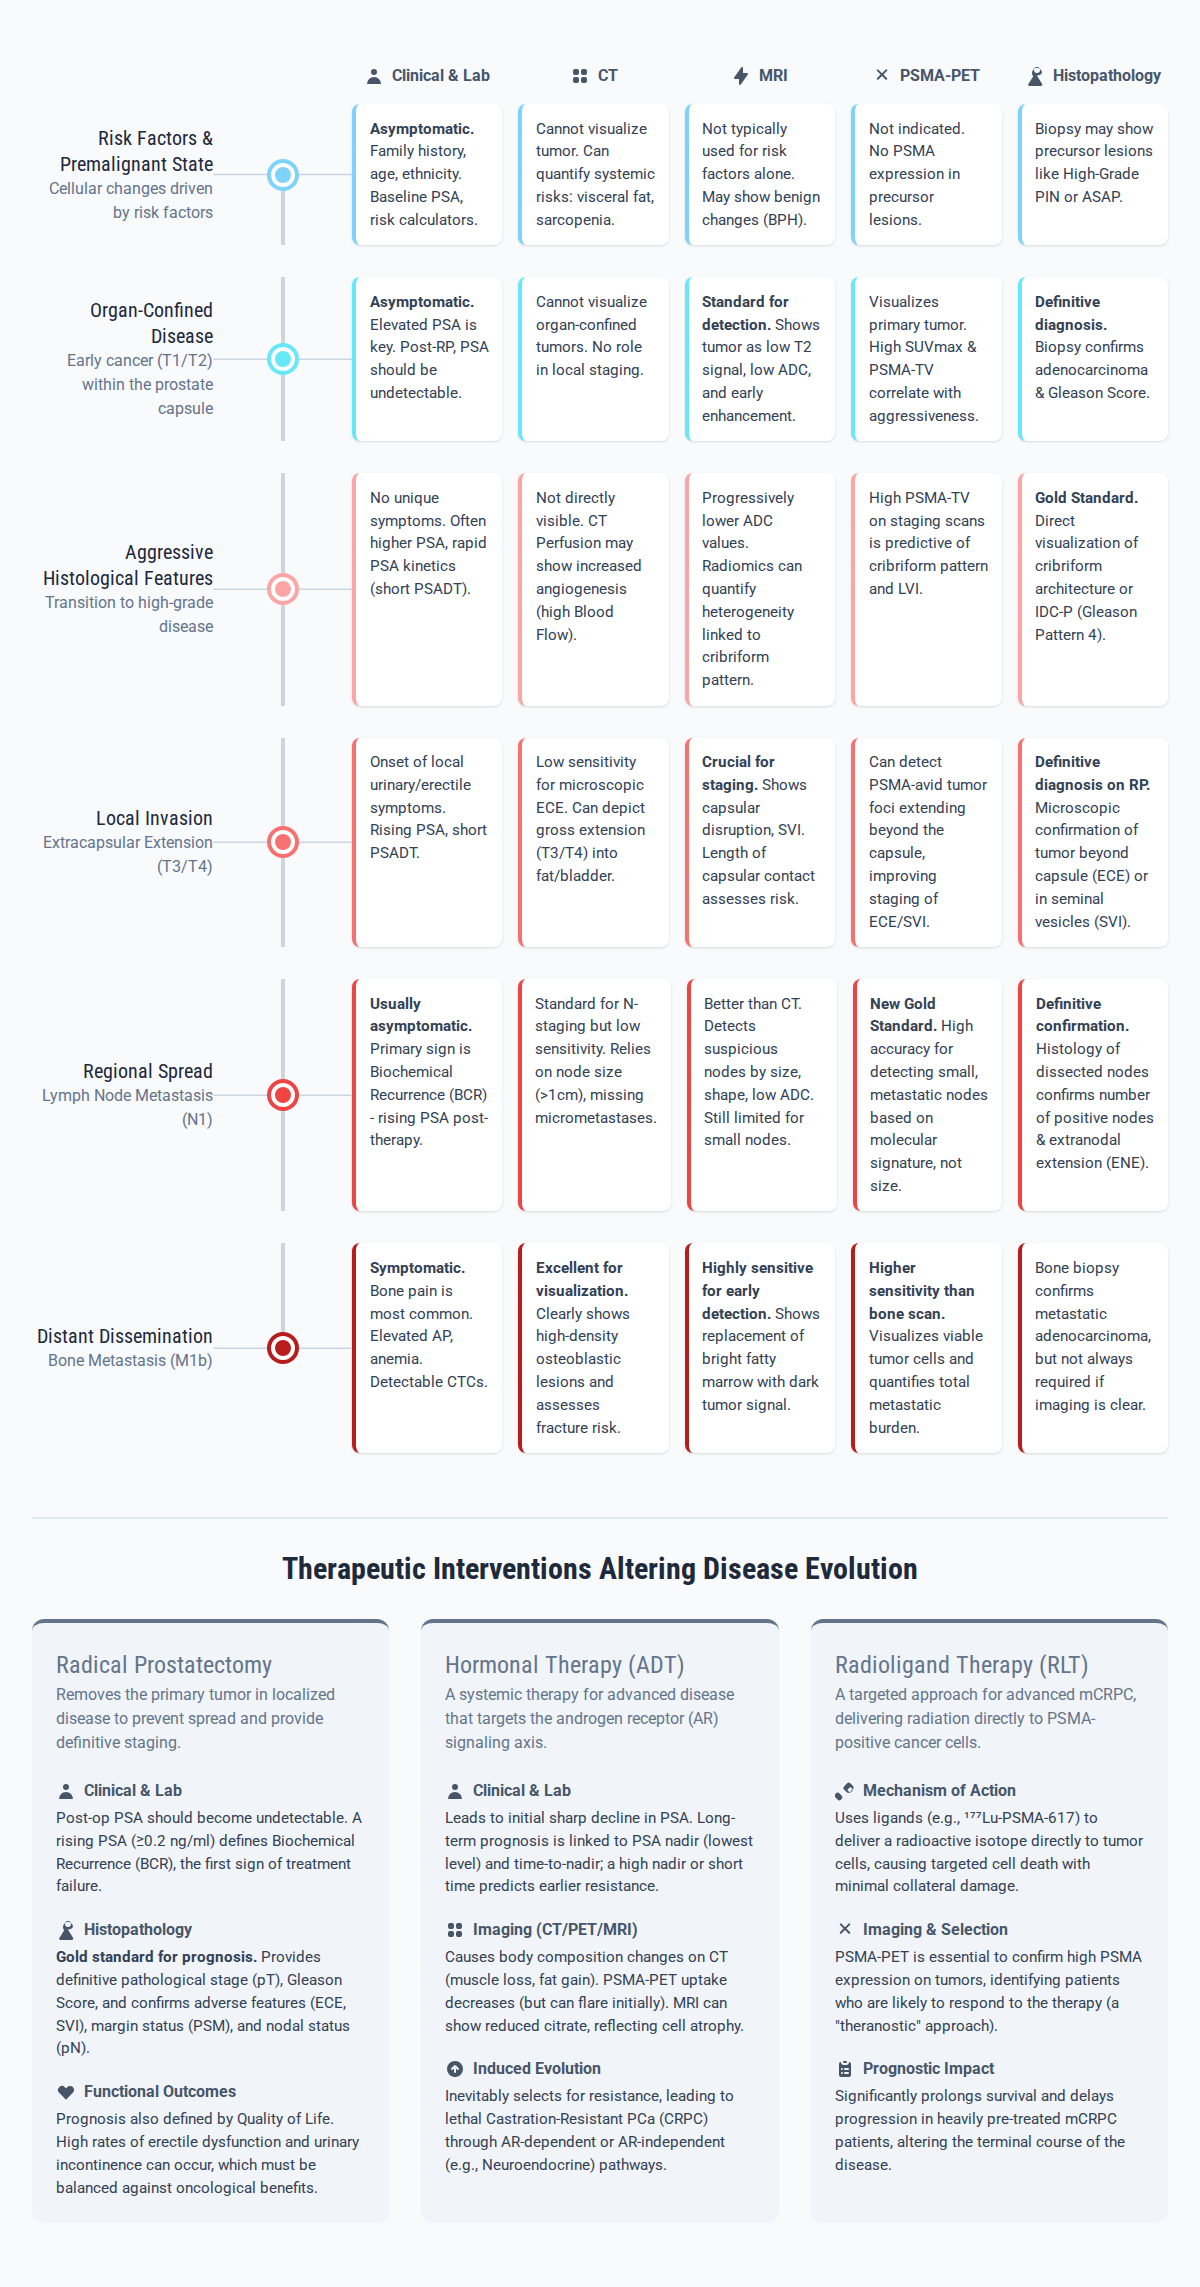 Clinical & Lab
CT
MRI
PSMA-PET
Histopathology
Risk Factors &
Premalignant State
Cellular changes driven
by risk factors
Asymptomatic.
Family history,
age, ethnicity.
Baseline PSA,
risk calculators.
Cannot visualize
tumor. Can
quantify systemic
risks: visceral fat,
sarcopenia.
Not typically
used for risk
factors alone.
May show benign
changes (BPH).
Not indicated.
No PSMA
expression in
precursor
lesions.
Biopsy may show
precursor lesions
like High-Grade
PIN or ASAP.
Organ-Confined
Disease
Early cancer (T1/T2)
within the prostate
capsule
Asymptomatic.
Elevated PSA is
key. Post-RP, PSA
should be
undetectable.
Cannot visualize
organ-confined
tumors. No role
in local staging.
Standard for
detection. Shows
tumor as low T2
signal, low ADC,
and early
enhancement.
Visualizes
primary tumor.
High SUVmax &
PSMA-TV
correlate with
aggressiveness.
Definitive
diagnosis.
Biopsy confirms
adenocarcinoma
& Gleason Score.
Aggressive
Histological Features
Transition to high-grade
disease
No unique
symptoms. Often
higher PSA, rapid
PSA kinetics
(short PSADT).
Not directly
visible. CT
Perfusion may
show increased
angiogenesis
(high Blood
Flow).
Progressively
lower ADC
values.
Radiomics can
quantify
heterogeneity
linked to
cribriform
pattern.
High PSMA-TV
on staging scans
is predictive of
cribriform pattern
and LVI.
Gold Standard.
Direct
visualization of
cribriform
architecture or
IDC-P (Gleason
Pattern 4).
Local Invasion
Extracapsular Extension
(T3/T4)
Onset of local
urinary/erectile
symptoms.
Rising PSA, short
PSADT.
Low sensitivity
for microscopic
ECE. Can depict
gross extension
(T3/T4) into
fat/bladder.
Crucial for
staging. Shows
capsular
disruption, SVI.
Length of
capsular contact
assesses risk.
Can detect
PSMA-avid tumor
foci extending
beyond the
capsule,
improving
staging of
ECE/SVI.
Definitive
diagnosis on RP.
Microscopic
confirmation of
tumor beyond
capsule (ECE) or
in seminal
vesicles (SVI).
Regional Spread
Lymph Node Metastasis
(N1)
Usually
asymptomatic.
Primary sign is
Biochemical
Recurrence (BCR)
- rising PSA post-
therapy.
Standard for N-
staging but low
sensitivity. Relies
on node size
(>1cm), missing
micrometastases.
Better than CT.
Detects
suspicious
nodes by size,
shape, low ADC.
Still limited for
small nodes.
New Gold
Standard. High
accuracy for
detecting small,
metastatic nodes
based on
molecular
signature, not
size.
Definitive
confirmation.
Histology of
dissected nodes
confirms number
of positive nodes
& extranodal
extension (ENE).
Distant Dissemination
Bone Metastasis (M1b)
Symptomatic.
Bone pain is
most common.
Elevated AP,
anemia.
Detectable CTCs.
Excellent for
visualization.
Clearly shows
high-density
osteoblastic
lesions and
assesses
fracture risk.
Highly sensitive
for early
detection. Shows
replacement of
bright fatty
marrow with dark
tumor signal.
Higher
sensitivity than
bone scan.
Visualizes viable
tumor cells and
quantifies total
metastatic
burden.
Bone biopsy
confirms
metastatic
adenocarcinoma,
but not always
required if
imaging is clear.
Therapeutic Interventions Altering Disease Evolution
Radical Prostatectomy
Removes the primary tumor in localized
disease to prevent spread and provide
definitive staging.
Clinical & Lab
Post-op PSA should become undetectable. A
rising PSA (≥0.2 ng/ml) defines Biochemical
Recurrence (BCR), the first sign of treatment
failure.
Histopathology
Gold standard for prognosis. Provides
definitive pathological stage (pT), Gleason
Score, and confirms adverse features (ECE,
SVI), margin status (PSM), and nodal status
(pN).
Functional Outcomes
Prognosis also defined by Quality of Life.
High rates of erectile dysfunction and urinary
incontinence can occur, which must be
balanced against oncological benefits.
Hormonal Therapy (ADT)
A systemic therapy for advanced disease
that targets the androgen receptor (AR)
signaling axis.
Clinical & Lab
Leads to initial sharp decline in PSA. Long-
term prognosis is linked to PSA nadir (lowest
level) and time-to-nadir; a high nadir or short
time predicts earlier resistance.
Imaging (CT/PET/MRI)
Causes body composition changes on CT
(muscle loss, fat gain). PSMA-PET uptake
decreases (but can flare initially). MRI can
show reduced citrate, reflecting cell atrophy.
Induced Evolution
Inevitably selects for resistance, leading to
lethal Castration-Resistant PCa (CRPC)
through AR-dependent or AR-independent
(e.g., Neuroendocrine) pathways.
Radioligand Therapy (RLT)
A targeted approach for advanced mCRPC,
delivering radiation directly to PSMA-
positive cancer cells.
Mechanism of Action
Uses ligands (e.g., ¹⁷⁷Lu-PSMA-617) to
deliver a radioactive isotope directly to tumor
cells, causing targeted cell death with
minimal collateral damage.
Imaging & Selection
PSMA-PET is essential to confirm high PSMA
expression on tumors, identifying patients
who are likely to respond to the therapy (a
"theranostic" approach).
Prognostic Impact
Significantly prolongs survival and delays
progression in heavily pre-treated mCRPC
patients, altering the terminal course of the
disease.